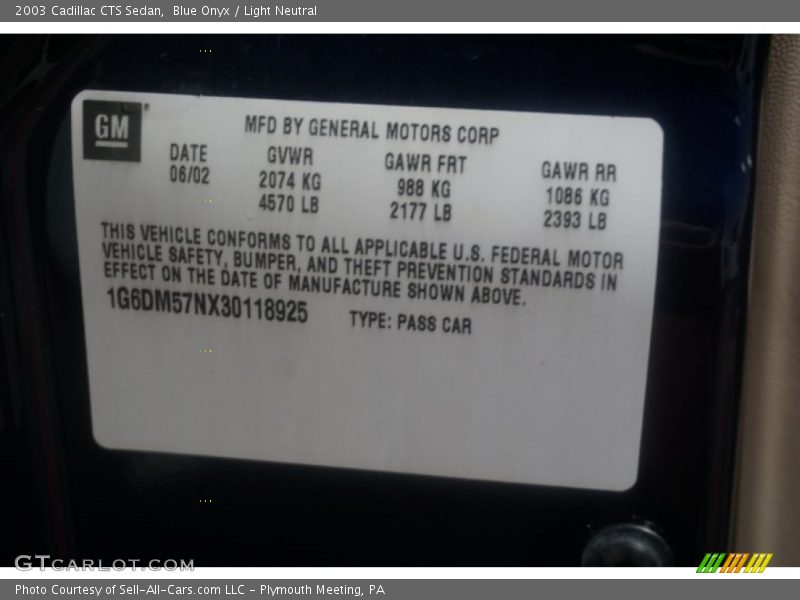 2003 Cadillac CTS Sedan, Blue Onyx / Light Neutral
GM
MFD BY GENERAL MOTORS CORP
DATE GVWR GAWR FRT GAWR RR
06/02 2074 KG 988 KG 1086 KG
4570 LB 2177 LB 2393 LB
THIS VEHICLE CONFORMS TO ALL APPLICABLE U.S. FEDERAL MOTOR
VEHICLE SAFETY, BUMPER, AND THEFT PREVENTION STANDARDS IN
EFFECT ON THE DATE OF MANUFACTURE SHOWN ABOVE.
1G6DM57NX30118925 TYPE: PASS CAR
GTCARLOT.COM
Photo Courtesy of Sell-All-Cars.com LLC - Plymouth Meeting, PA